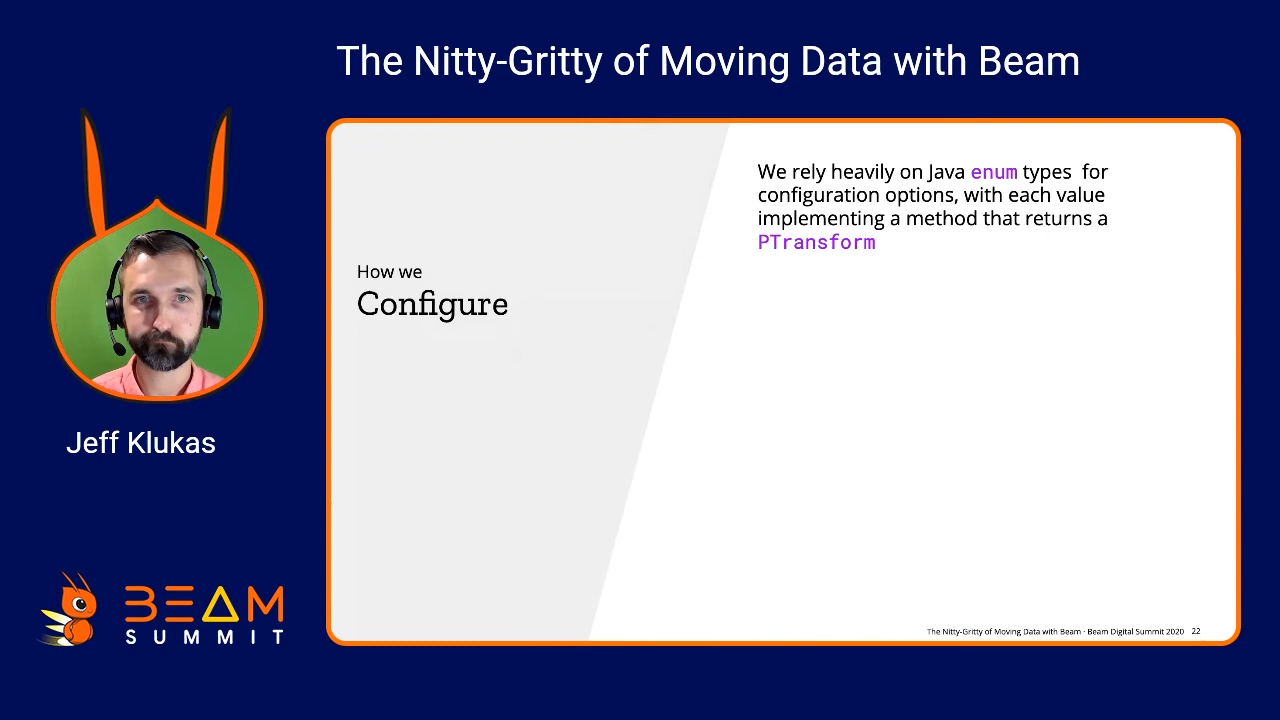 The Nitty-Gritty of Moving Data with Beam
We rely heavily on Java enum types for
configuration options, with each value
implementing a method that returns a
PTransform
How we
Configure
Jeff Klukas
BEAM
SUMMIT
The Nitty-Gritty of Moving Data with Beam - Beam Digital Summit 2020 22